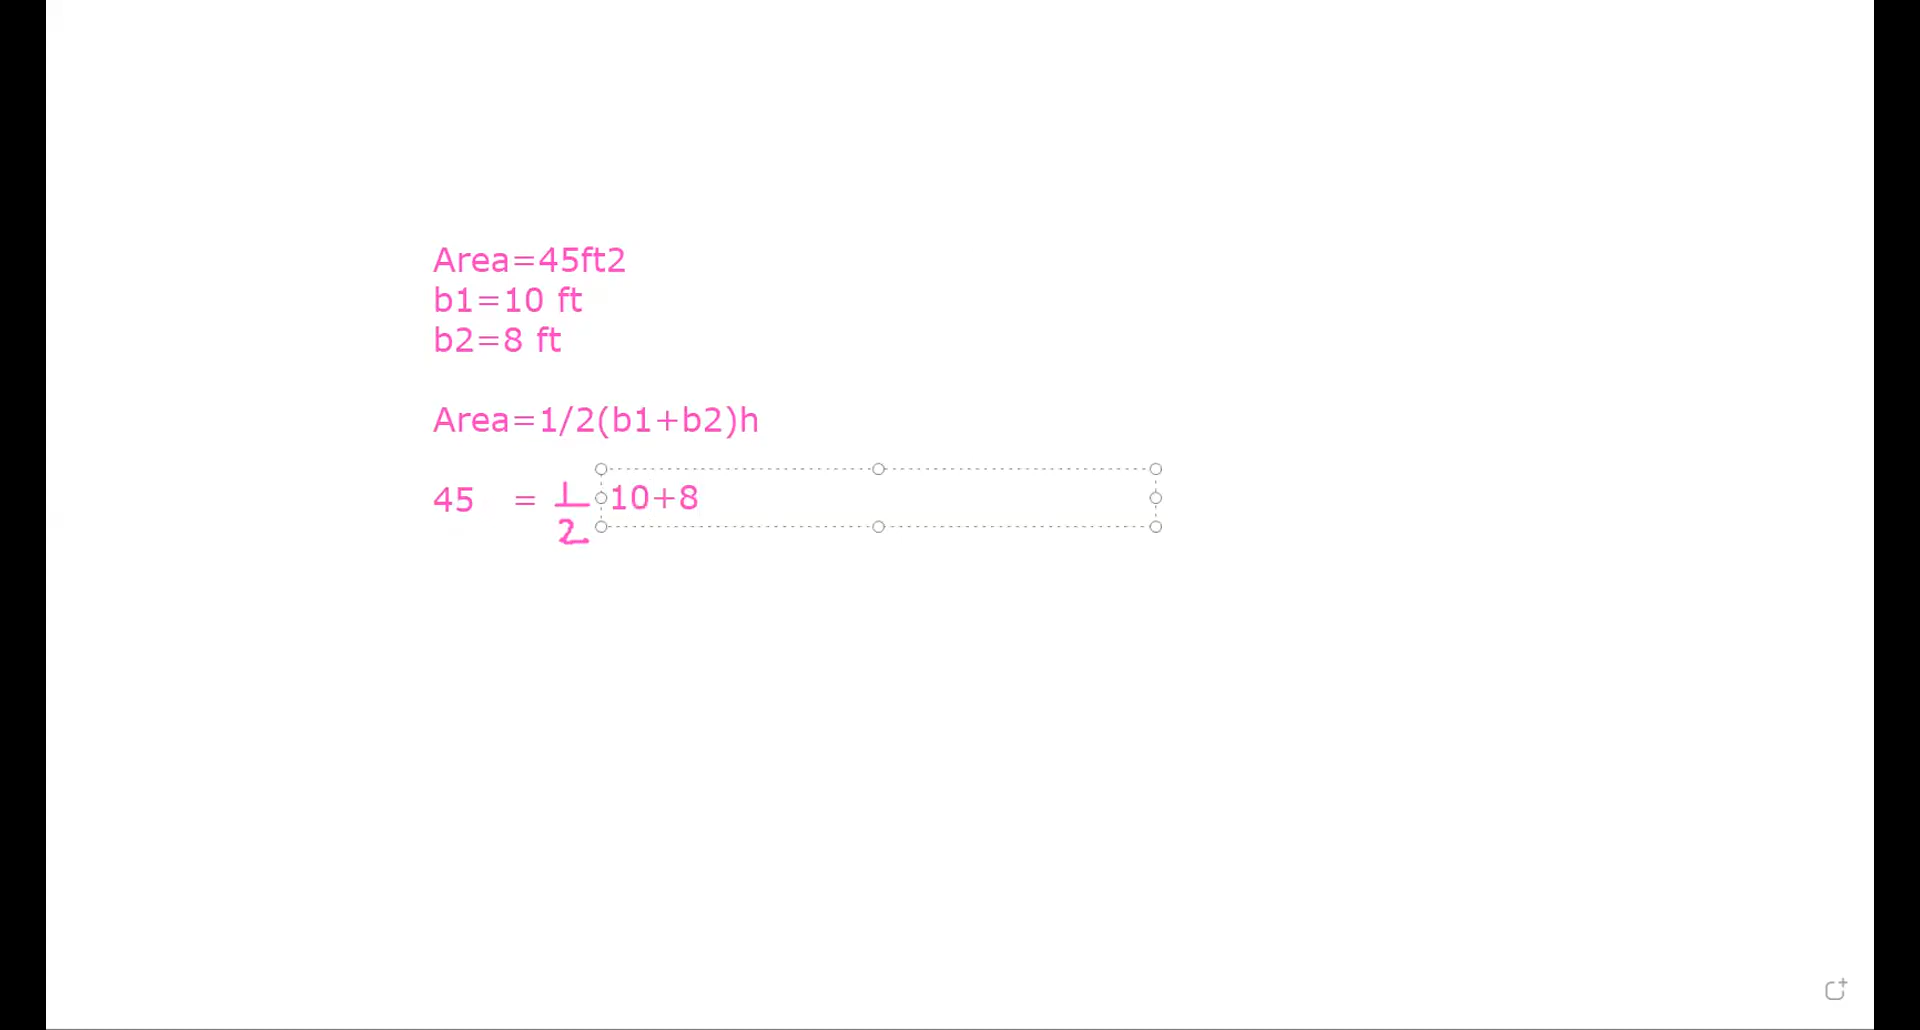 Area=45ft2
b1=10 ft
b2=8 ft
Area=1/2(b1+b2)h
45 = 1/2 10+8